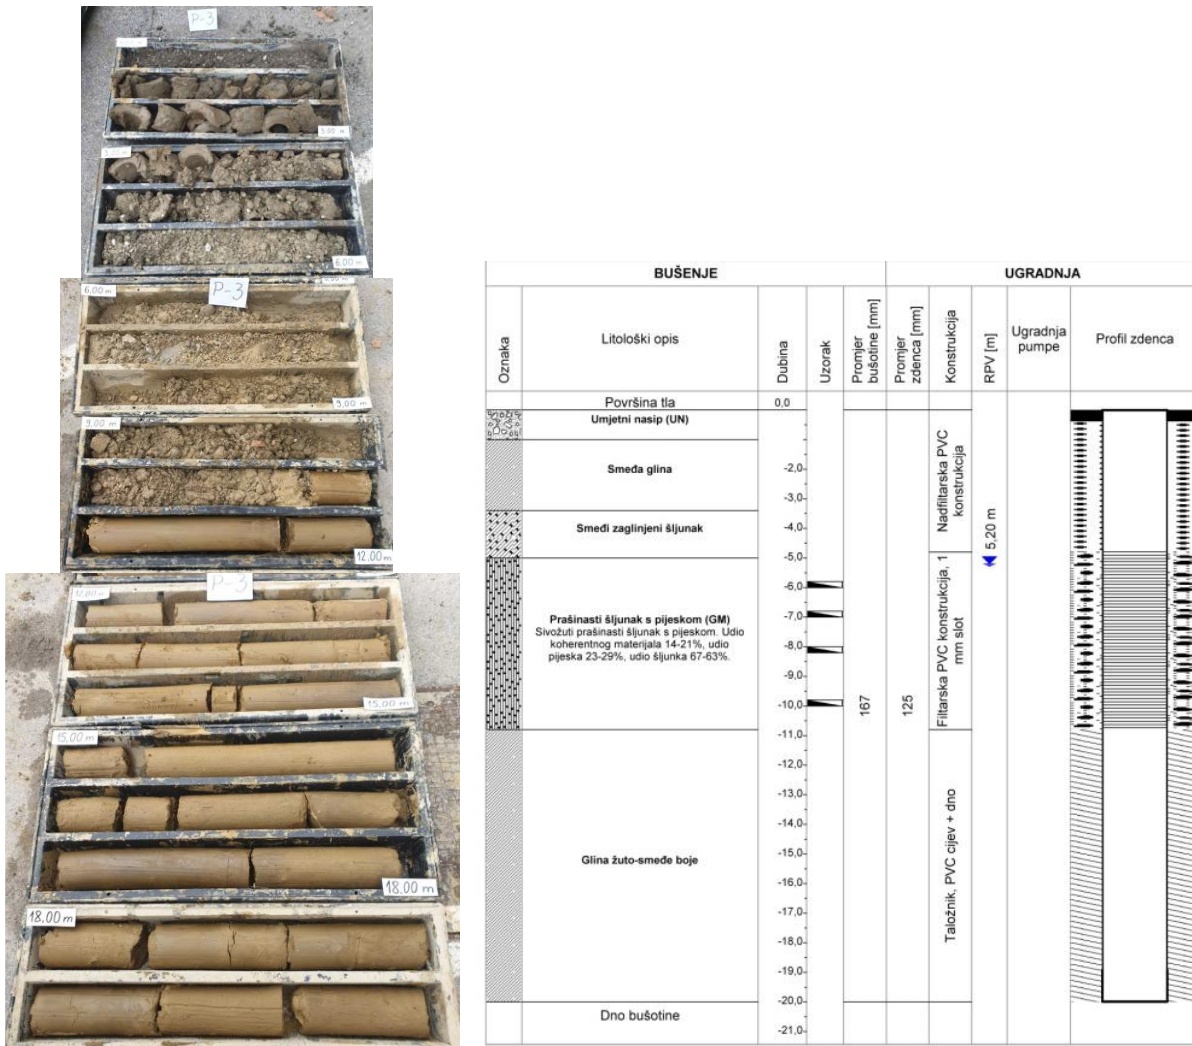 P-3
3,00 m
3,00 m
6,00 m
6,00 m
P-3
9,00 m
9,00 m
12,00 m
12,00 m
P-3
15,00 m
15,00 m
18,00 m
18,00 m
BUŠENJE
UGRADNJA
Oznaka
Litološki opis
Dubina
Uzorak
Promjer
bušotine [mm]
Promjer
zdenca [mm]
Konstrukcija
RPV [m]
Ugradnja
pumpe
Profil zdenca
Površina tla
0,0
Umjetni nasip (UN)
Smeđa glina
Smeđi zaglinjeni šljunak
Prašinasti šljunak s pijeskom (GM)
Sivožuti prašinasti šljunak s pijeskom. Udio
koherentnog materijala 14-21%, udio
pijeska 23-29%, udio šljunka 67-63%.
Glina žuto-smeđe boje
Dno bušotine
-2,0
-3,0
-4,0
-5,0
-6,0
-7,0
-8,0
-9,0
-10,0
-11,0
-12,0
-13,0
-14,0
-15,0
-16,0
-17,0
-18,0
-19,0
-20,0
-21,0
167
125
Nadfiltarska PVC
konstrukcija
Filtarska PVC konstrukcija, 1
mm slot
Taložnik, PVC cijev + dno
5,20 m